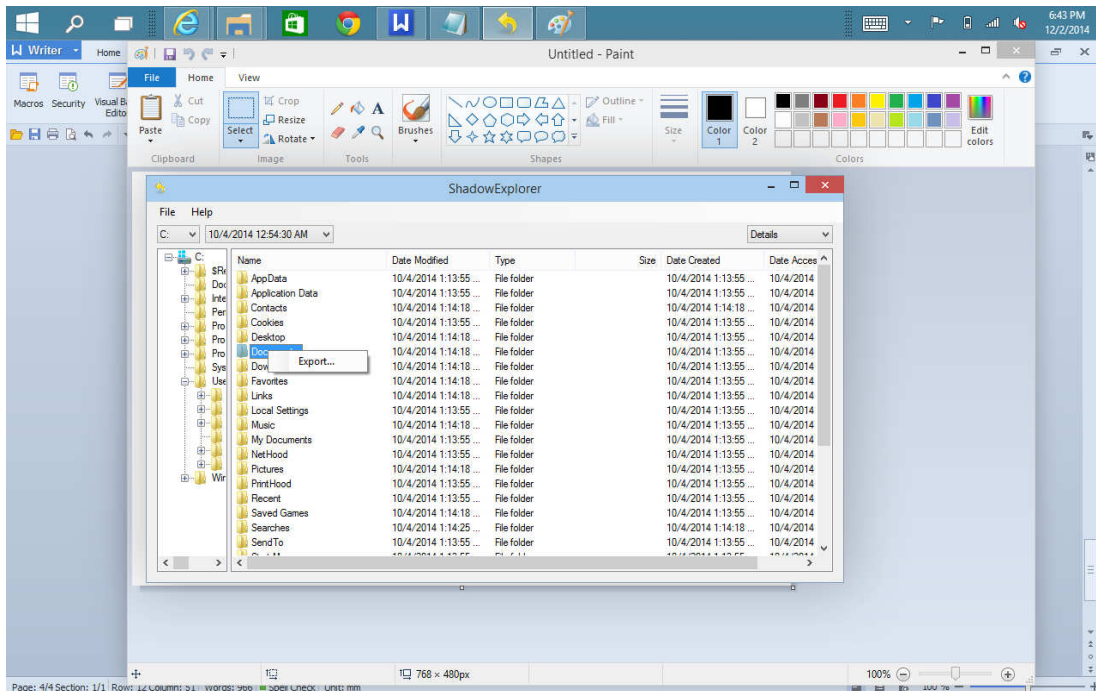 6:43 PM
12/2/2014
Writer
Home
Untitled - Paint
File Home View
Macros Security
Cut
Copy
Paste
Clipboard
Select
Crop
Resize
Rotate
Image
Tools
Brushes
Shapes
Outline
Fill
Size
Color
1
Color
2
Edit
colors
Colors
ShadowExplorer
File Help
C: 10/4/2014 12:54:30 AM Details
C:
Name Date Modified Type Size Date Created Date Acces
AppData 10/4/2014 1:13:55 ... File folder 10/4/2014 1:13:55 ... 10/4/2014
Application Data 10/4/2014 1:13:55 ... File folder 10/4/2014 1:13:55 ... 10/4/2014
Contacts 10/4/2014 1:14:18 ... File folder 10/4/2014 1:14:18 ... 10/4/2014
Cookies 10/4/2014 1:13:55 ... File folder 10/4/2014 1:13:55 ... 10/4/2014
Desktop 10/4/2014 1:14:18 ... File folder 10/4/2014 1:13:55 ... 10/4/2014
10/4/2014 1:14:18 ... File folder 10/4/2014 1:13:55 ... 10/4/2014
Export...
10/4/2014 1:14:18 ... File folder 10/4/2014 1:13:55 ... 10/4/2014
Favorites 10/4/2014 1:14:18 ... File folder 10/4/2014 1:13:55 ... 10/4/2014
Links 10/4/2014 1:14:18 ... File folder 10/4/2014 1:13:55 ... 10/4/2014
Local Settings 10/4/2014 1:13:55 ... File folder 10/4/2014 1:13:55 ... 10/4/2014
Music 10/4/2014 1:14:18 ... File folder 10/4/2014 1:13:55 ... 10/4/2014
My Documents 10/4/2014 1:13:55 ... File folder 10/4/2014 1:13:55 ... 10/4/2014
NetHood 10/4/2014 1:13:55 ... File folder 10/4/2014 1:13:55 ... 10/4/2014
Pictures 10/4/2014 1:14:18 ... File folder 10/4/2014 1:13:55 ... 10/4/2014
PrintHood 10/4/2014 1:13:55 ... File folder 10/4/2014 1:13:55 ... 10/4/2014
Recent 10/4/2014 1:13:55 ... File folder 10/4/2014 1:13:55 ... 10/4/2014
Saved Games 10/4/2014 1:14:18 ... File folder 10/4/2014 1:13:55 ... 10/4/2014
Searches 10/4/2014 1:14:25 ... File folder 10/4/2014 1:14:18 ... 10/4/2014
SendTo 10/4/2014 1:13:55 ... File folder 10/4/2014 1:13:55 ... 10/4/2014
768 × 480px 100%
Page: 4/4 Section: 1/1 Row: 12 Column: 51 Words: 966 Spell Check Unit: mm 100 %